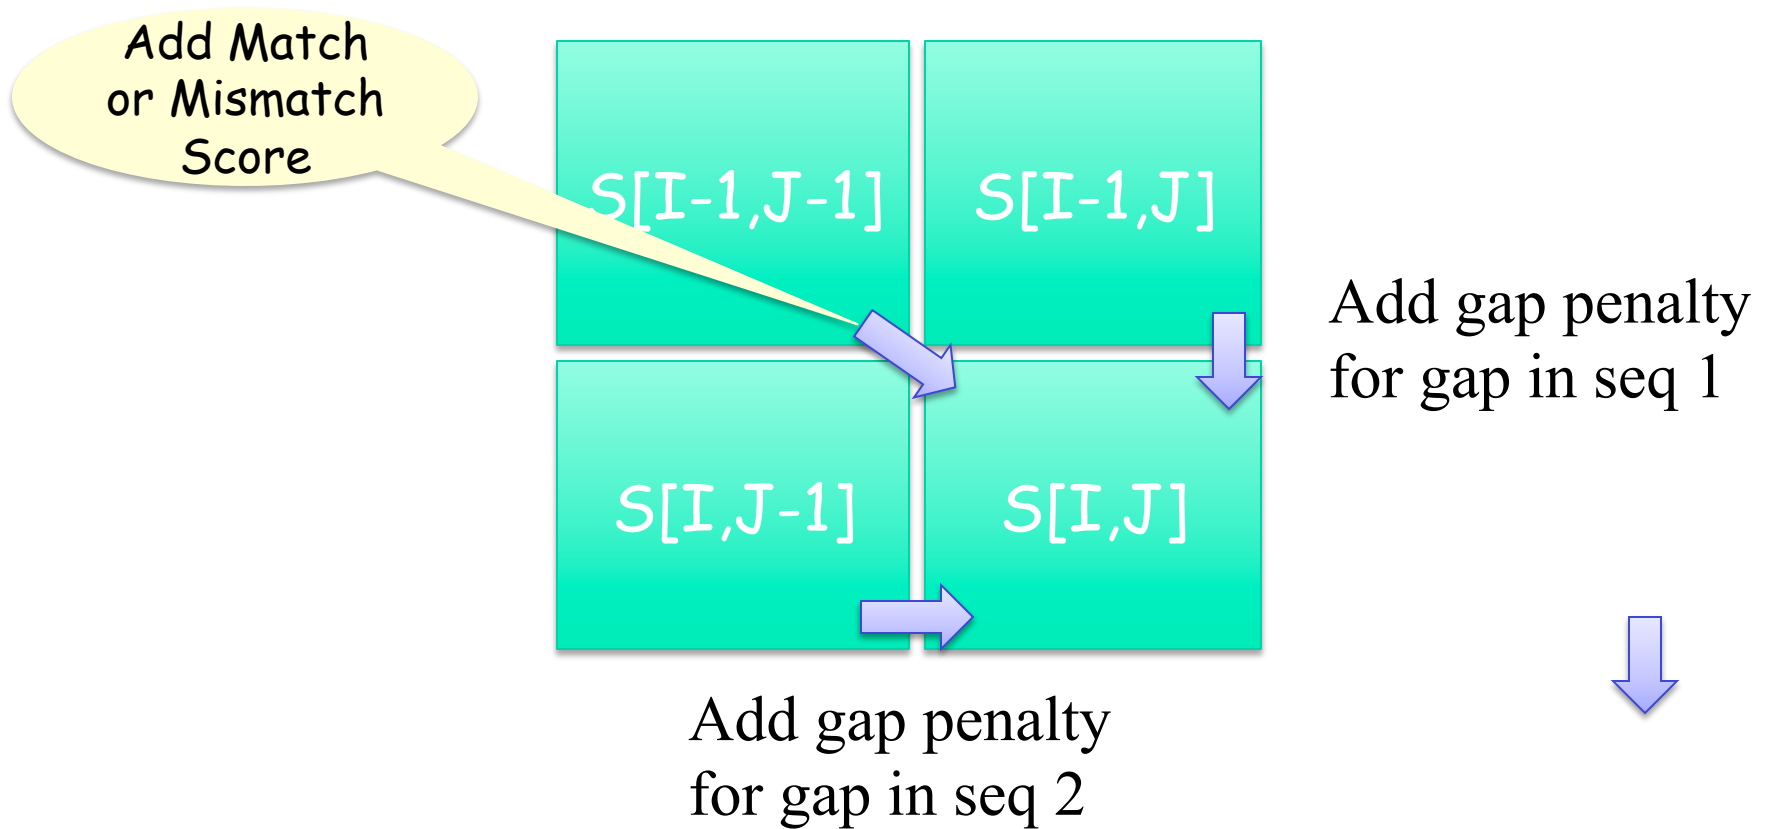 Add Match
or Mismatch
Score
S[I-1,J-1]
S[I-1,J]
Add gap penalty
for gap in seq 1
S[I,J-1]
S[I,J]
Add gap penalty
for gap in seq 2